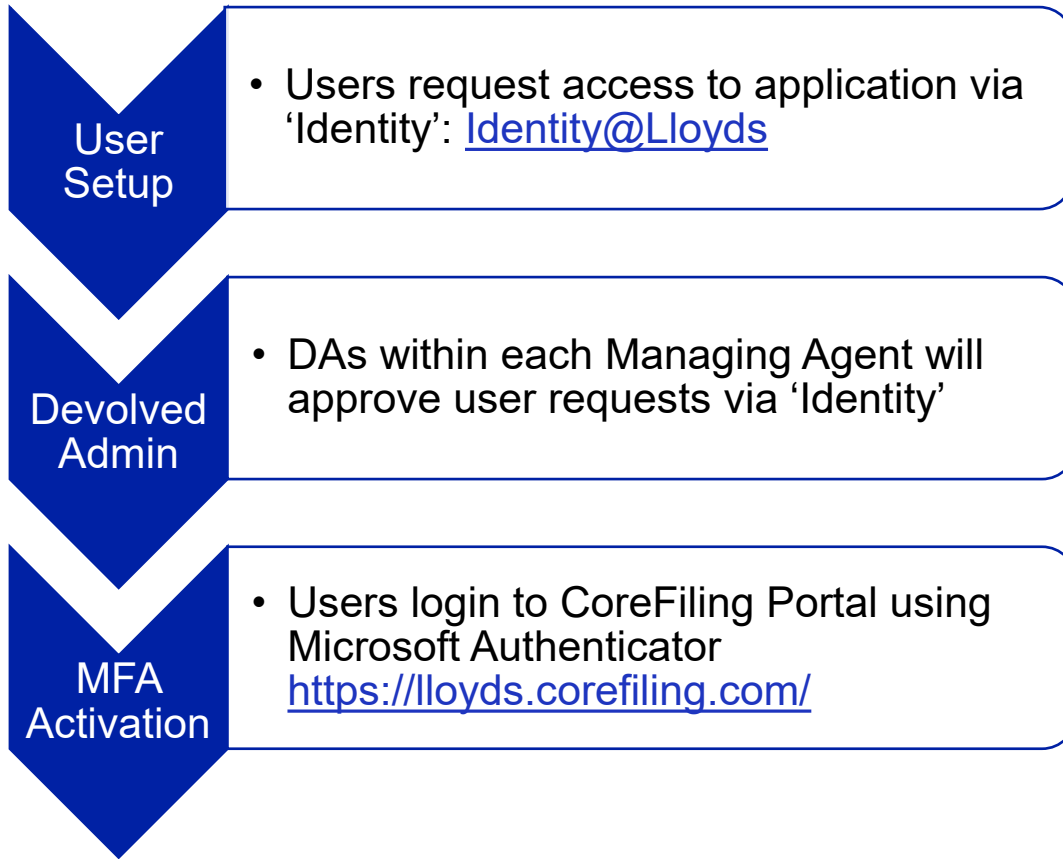 User
Setup
• Users request access to application via
‘Identity’: Identity@Lloyds
Devolved
Admin
• DAs within each Managing Agent will
approve user requests via ‘Identity’
MFA
Activation
• Users login to CoreFiling Portal using
Microsoft Authenticator
https://lloyds.corefiling.com/